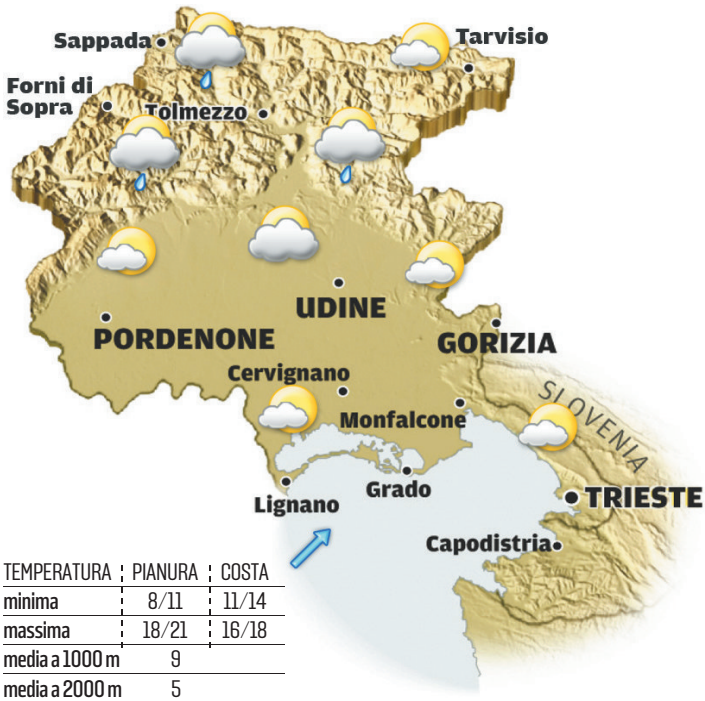 Sappada
Tarvisio
Forni di
Sopra
Tolmezzo
UDINE
PORDENONE
GORIZIA
Cervignano
Monfalcone
SLOVENIA
Grado
Lignano
TRIESTE
Capodistria
TEMPERATURA PIANURA COSTA
minima 8/11 11/14
massima 18/21 16/18
media a 1000 m 9
media a 2000 m 5